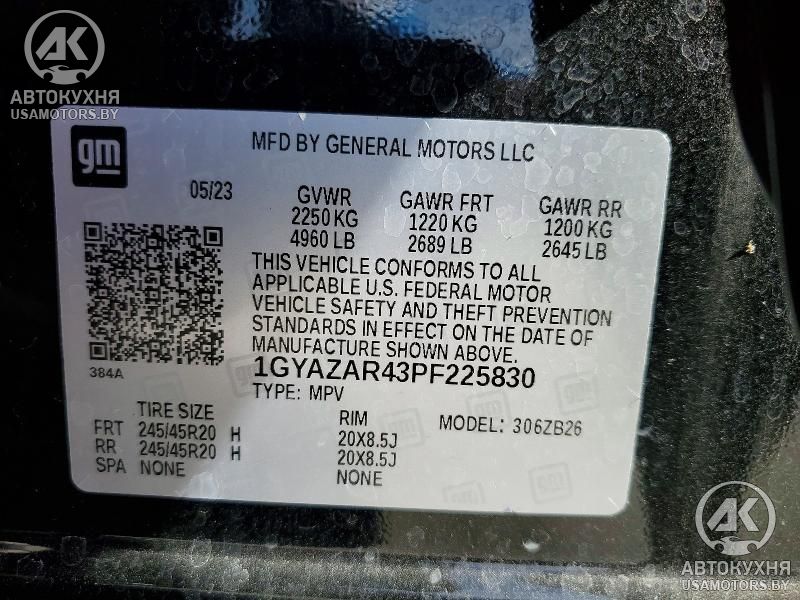 AK
АВТОКУХНЯ
USAMOTORS.BY
gm
MFD BY GENERAL MOTORS LLC
05/23 GVWR GAWR FRT GAWR RR
2250 KG 1220 KG 1200 KG
4960 LB 2689 LB 2645 LB
THIS VEHICLE CONFORMS TO ALL
APPLICABLE U.S. FEDERAL MOTOR
VEHICLE SAFETY AND THEFT PREVENTION
STANDARDS IN EFFECT ON THE DATE OF
MANUFACTURE SHOWN ABOVE.
384A
1GYAZAR43PF225830
TYPE: MPV
TIRE SIZE RIM MODEL: 306ZB26
FRT 245/45R20 H 20X8.5J
RR 245/45R20 H 20X8.5J
SPA NONE NONE
AK
АВТОКУХНЯ
USAMOTORS.BY